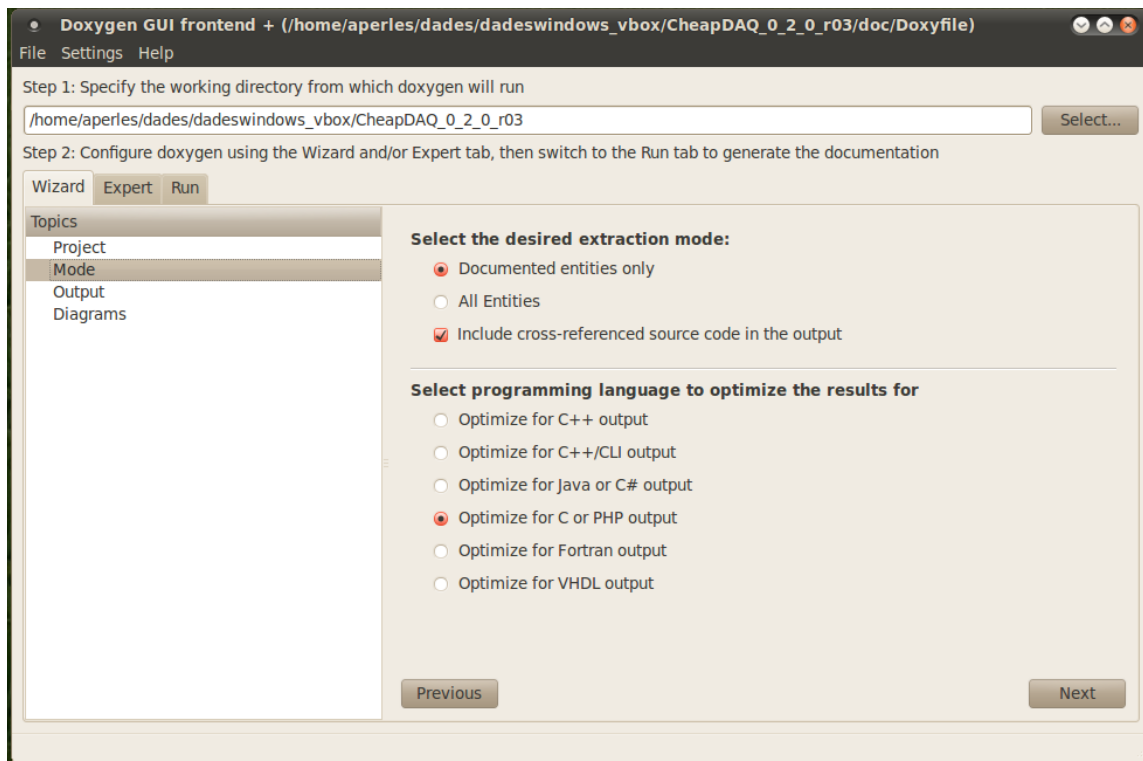 Doxygen GUI frontend + (/home/aperles/dades/dadeswindows_vbox/CheapDAQ_0_2_0_r03/doc/Doxyfile)
File Settings Help
Step 1: Specify the working directory from which doxygen will run
/home/aperles/dades/dadeswindows_vbox/CheapDAQ_0_2_0_r03
Select...
Step 2: Configure doxygen using the Wizard and/or Expert tab, then switch to the Run tab to generate the documentation
Wizard Expert Run
Topics
Project
Mode
Output
Diagrams
Select the desired extraction mode:
Documented entities only
All Entities
Include cross-referenced source code in the output
Select programming language to optimize the results for
Optimize for C++ output
Optimize for C++/CLI output
Optimize for Java or C# output
Optimize for C or PHP output
Optimize for Fortran output
Optimize for VHDL output
Previous
Next